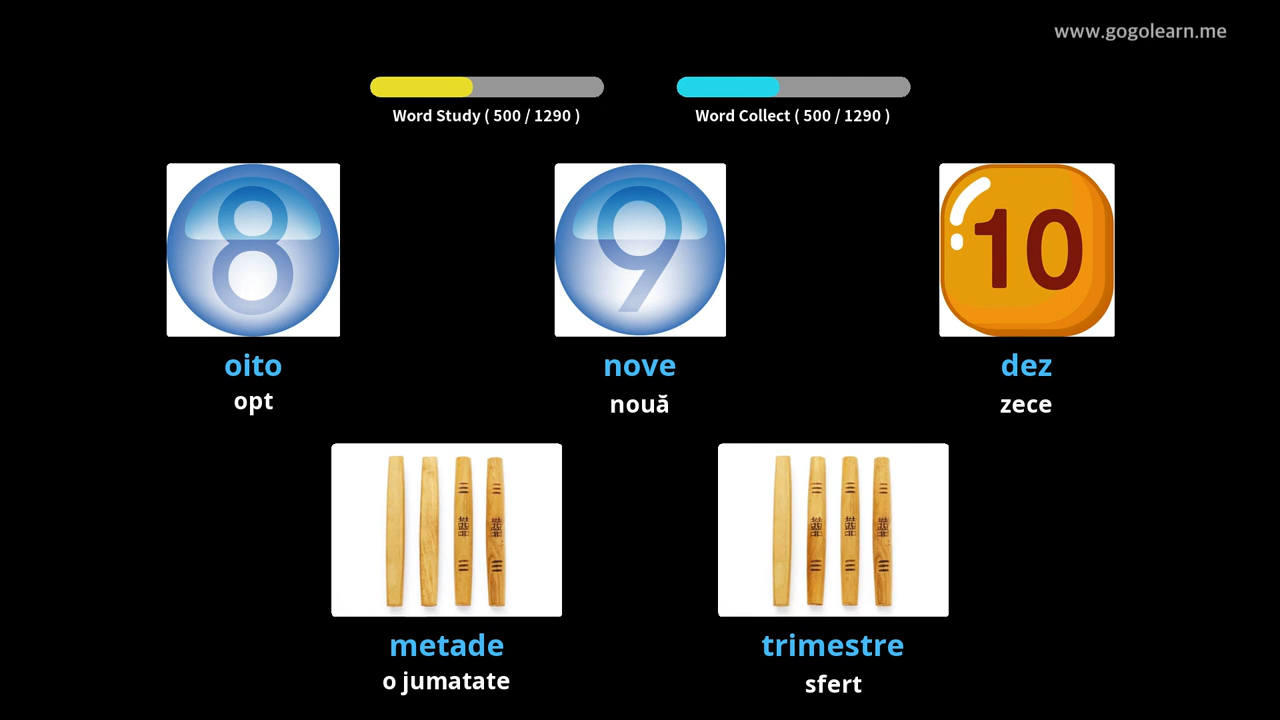 www.gogolearn.me
Word Study ( 500 / 1290 )
Word Collect ( 500 / 1290 )
8
9
10
oito
nove
dez
opt
nouă
zece
metade
trimestre
o jumatate
sfert